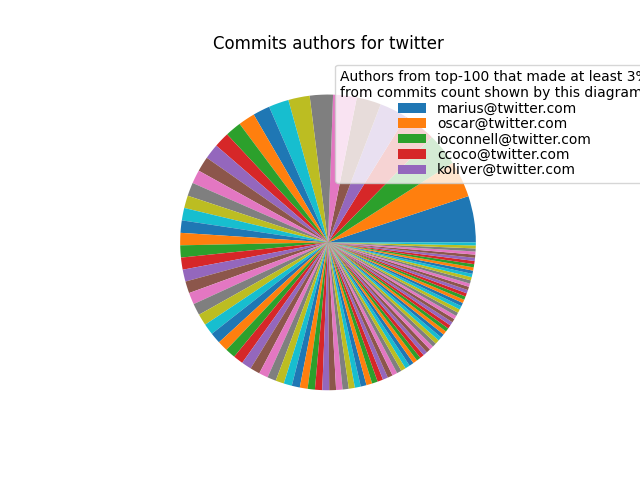 Commits authors for twitter
Authors from top-100 that made at least 3%
from commits count shown by this diagram
marius@twitter.com
oscar@twitter.com
ioconnell@twitter.com
ccoco@twitter.com
koliver@twitter.com